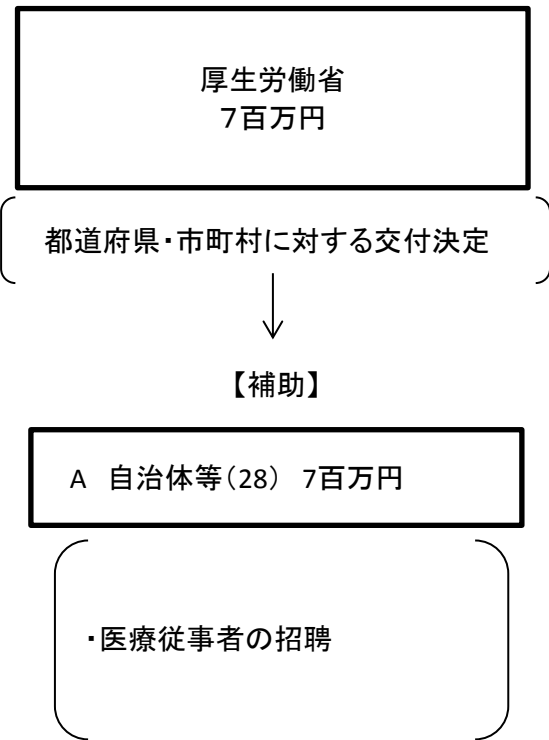 厚生労働省
7百万円
都道府県・市町村に対する交付決定
【補助】
A 自治体等（28） 7百万円
・医療従事者の招聘